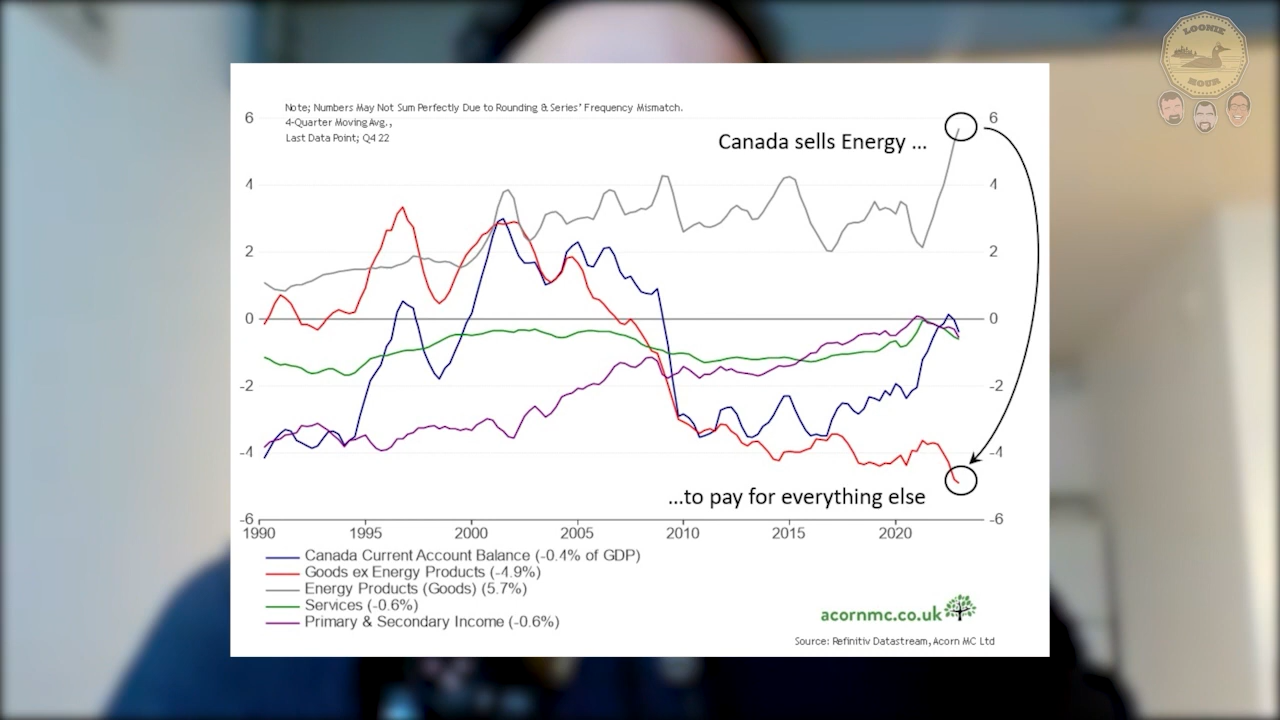 LOONIE
HOUR
Note; Numbers May Not Sum Perfectly Due to Rounding & Series' Frequency Mismatch.
4-Quarter Moving Avg.,
Last Data Point; Q4 22
Canada sells Energy ...
6 6
4 4
2 2
0 0
-2 -2
-4 -4
...to pay for everything else
-6 -6
1990 1995 2000 2005 2010 2015 2020
Canada Current Account Balance (-0.4% of GDP)
Goods ex Energy Products (-4.9%)
Energy Products (Goods) (5.7%)
Services (-0.6%)
Primary & Secondary Income (-0.6%)
acornmc.co.uk
Source: Refinitiv Datastream, Acorn MC Ltd